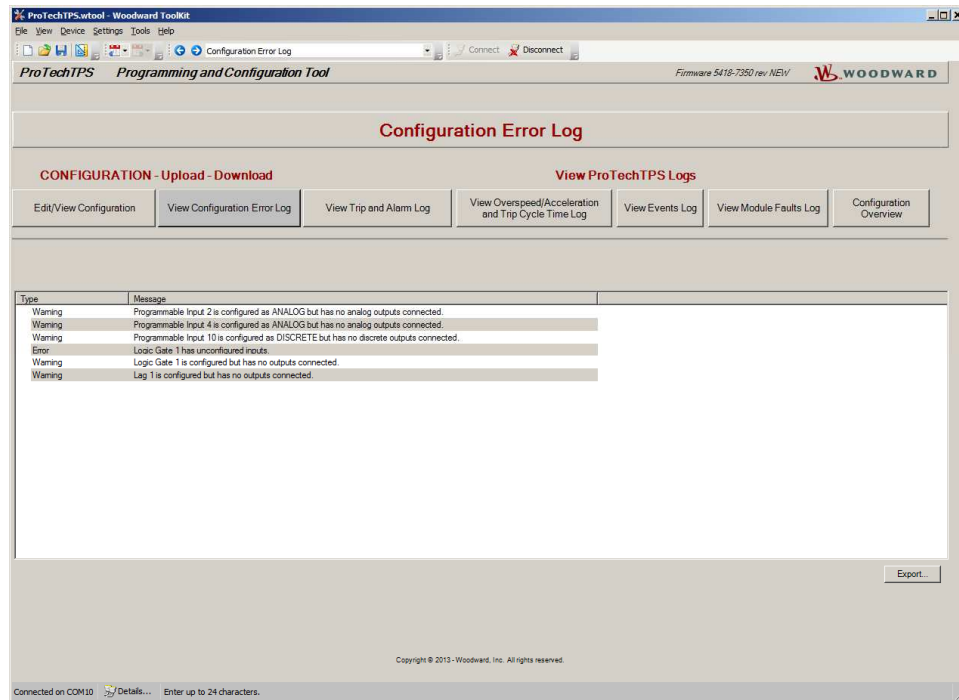 ProTechTPS.wtool - Woodward ToolKit
File View Device Settings Tools Help
Configuration Error Log Connect Disconnect
ProTechTPS Programming and Configuration Tool Firmware 5418-7350 rev NEW WOODWARD
Configuration Error Log
CONFIGURATION - Upload - Download View ProTechTPS Logs
Edit/View Configuration View Configuration Error Log View Trip and Alarm Log View Overspeed/Acceleration and Trip Cycle Time Log View Events Log View Module Faults Log Configuration Overview
Type Message
Warning Programmable Input 2 is configured as ANALOG but has no analog outputs connected.
Warning Programmable Input 4 is configured as ANALOG but has no analog outputs connected.
Warning Programmable Input 10 is configured as DISCRETE but has no discrete outputs connected.
Error Logic Gate 1 has unconfigured inputs.
Warning Logic Gate 1 is configured but has no outputs connected.
Warning Lag 1 is configured but has no outputs connected.
Export...
Copyright © 2013 - Woodward, Inc. All rights reserved.
Connected on COM10 Details... Enter up to 24 characters.